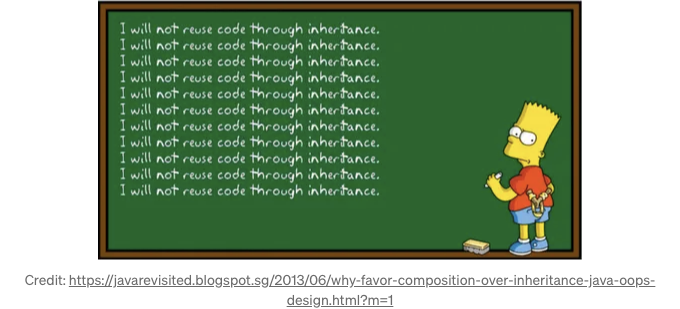 I will not reuse code through inheritance.
I will not reuse code through inheritance.
I will not reuse code through inheritance.
I will not reuse code through inheritance.
I will not reuse code through inheritance.
I will not reuse code through inheritance.
I will not reuse code through inheritance.
I will not reuse code through inheritance.
I will not reuse code through inheritance.
I will not reuse code through inheritance.
I will not reuse code through inheritance.
Credit: https://javarevisited.blogspot.sg/2013/06/why-favor-composition-over-inheritance-java-oops-
design.html?m=1